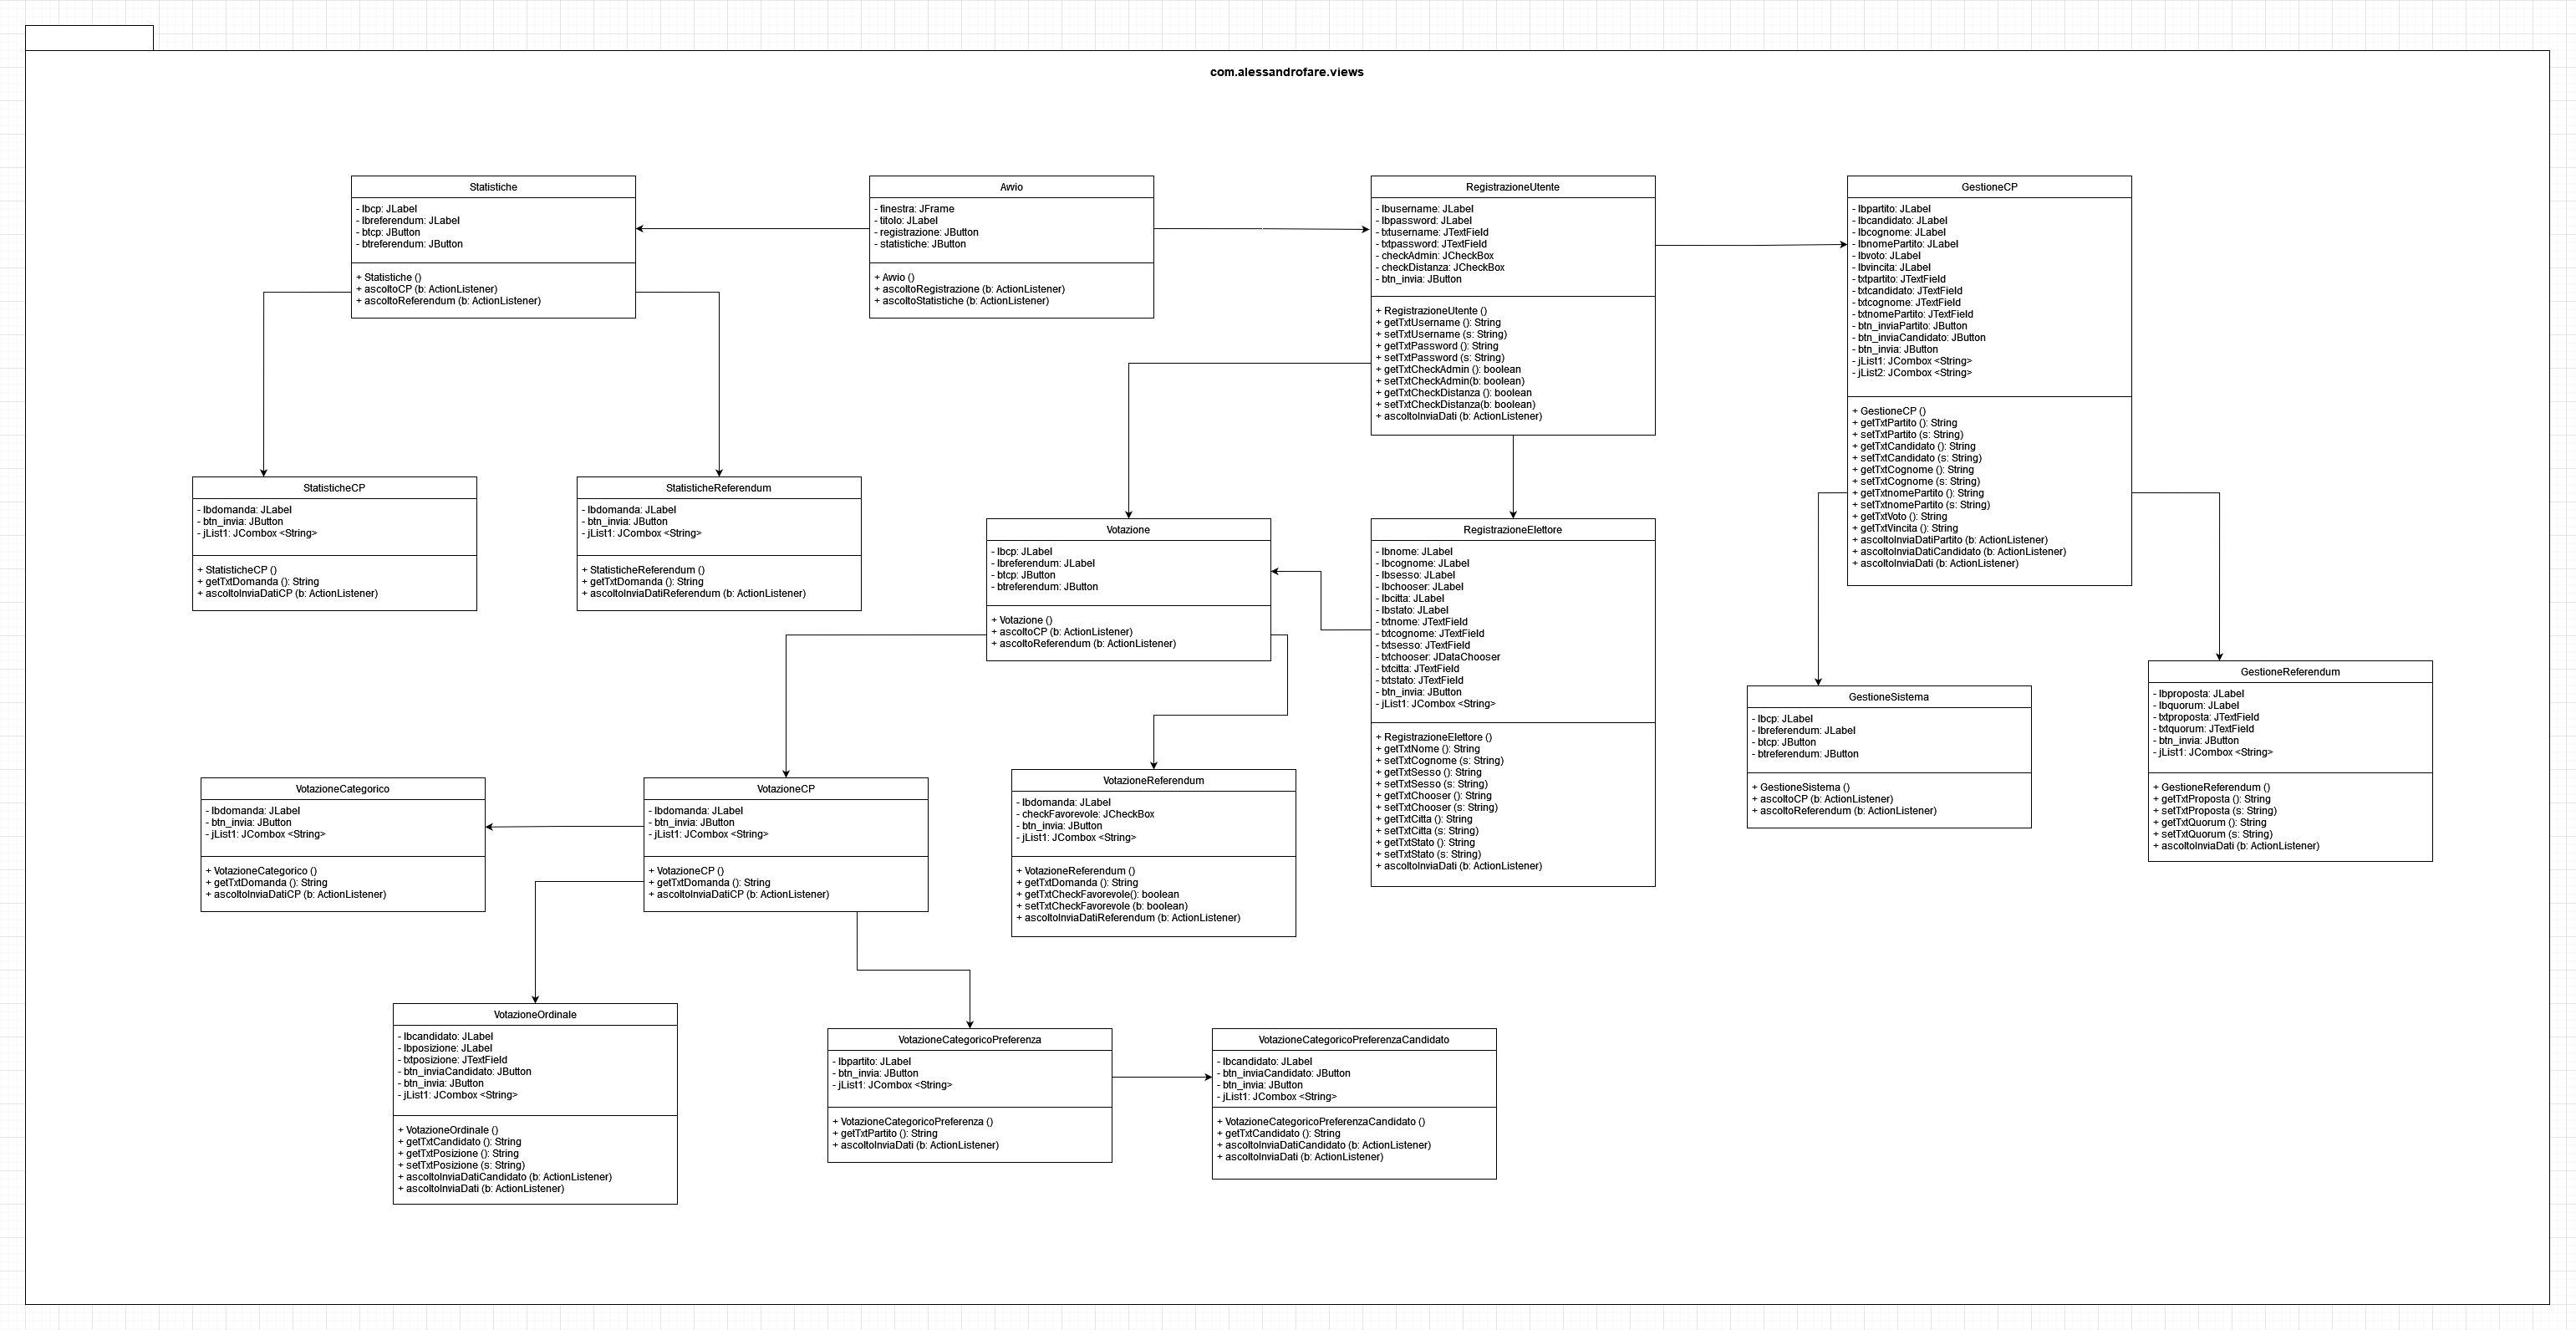 com.alessandrofare.views
Statistiche
- lbcp: JLabel
- lbreferendum: JLabel
- btcp: JButton
- btreferendum: JButton
+ Statistiche ()
+ ascoltoCP (b: ActionListener)
+ ascoltoReferendum (b: ActionListener)
Avvio
- finestra: JFrame
- titolo: JLabel
- registrazione: JButton
- statistiche: JButton
+ Avvio ()
+ ascoltoRegistrazione (b: ActionListener)
+ ascoltoStatistiche (b: ActionListener)
RegistrazioneUtente
- lbusername: JLabel
- lbpassword: JLabel
- txtusername: JTextField
- txtpassword: JTextField
- checkAdmin: JCheckBox
- checkDistanza: JCheckBox
- btn_invia: JButton
+ RegistrazioneUtente ()
+ getTxtUsername (): String
+ setTxtUsername (s: String)
+ getTxtPassword (): String
+ setTxtPassword (s: String)
+ getTxtCheckAdmin (): boolean
+ setTxtCheckAdmin(b: boolean)
+ getTxtCheckDistanza (): boolean
+ setTxtCheckDistanza(b: boolean)
+ ascoltoInviaDati (b: ActionListener)
GestioneCP
- lbpartito: JLabel
- lbcandidato: JLabel
- lbcognome: JLabel
- lbnomePartito: JLabel
- lbvoto: JLabel
- lbvincita: JLabel
- txtpartito: JTextField
- txtcandidato: JTextField
- txtcognome: JTextField
- txtnomePartito: JTextField
- btn_inviaPartito: JButton
- btn_inviaCandidato: JButton
- btn_invia: JButton
- jList1: JCombox <String>
- jList2: JCombox <String>
+ GestioneCP ()
+ getTxtPartito (): String
+ setTxtPartito (s: String)
+ getTxtCandidato (): String
+ setTxtCandidato (s: String)
+ getTxtCognome (): String
+ setTxtCognome (s: String)
+ getTxtnomePartito (): String
+ setTxtnomePartito (s: String)
+ getTxtVoto (): String
+ getTxtVincita (): String
+ ascoltoInviaDatiPartito (b: ActionListener)
+ ascoltoInviaDatiCandidato (b: ActionListener)
+ ascoltoInviaDati (b: ActionListener)
StatisticheCP
- lbdomanda: JLabel
- btn_invia: JButton
- jList1: JCombox <String>
+ StatisticheCP ()
+ getTxtDomanda (): String
+ ascoltoInviaDatiCP (b: ActionListener)
StatisticheReferendum
- lbdomanda: JLabel
- btn_invia: JButton
- jList1: JCombox <String>
+ StatisticheReferendum ()
+ getTxtDomanda (): String
+ ascoltoInviaDatiReferendum (b: ActionListener)
Votazione
- lbcp: JLabel
- lbreferendum: JLabel
- btcp: JButton
- btreferendum: JButton
+ Votazione ()
+ ascoltoCP (b: ActionListener)
+ ascoltoReferendum (b: ActionListener)
RegistrazioneElettore
- lbnome: JLabel
- lbcognome: JLabel
- lbsesso: JLabel
- lbchooser: JLabel
- lbcitta: JLabel
- lbstato: JLabel
- txtnome: JTextField
- txtcognome: JTextField
- txtsesso: JTextField
- txtchooser: JDataChooser
- txtcitta: JTextField
- txtstato: JTextField
- btn_invia: JButton
- jList1: JCombox <String>
+ RegistrazioneElettore ()
+ getTxtNome (): String
+ setTxtCognome (s: String)
+ getTxtSesso (): String
+ setTxtSesso (s: String)
+ getTxtChooser (): String
+ setTxtChooser (s: String)
+ getTxtCitta (): String
+ setTxtCitta (s: String)
+ getTxtStato (): String
+ setTxtStato (s: String)
+ ascoltoInviaDati (b: ActionListener)
GestioneSistema
- lbcp: JLabel
- lbreferendum: JLabel
- btcp: JButton
- btreferendum: JButton
+ GestioneSistema ()
+ ascoltoCP (b: ActionListener)
+ ascoltoReferendum (b: ActionListener)
GestioneReferendum
- lbproposta: JLabel
- lbquorum: JLabel
- txtproposta: JTextField
- txtquorum: JTextField
- btn_invia: JButton
- jList1: JCombox <String>
+ GestioneReferendum ()
+ getTxtProposta (): String
+ setTxtProposta (s: String)
+ getTxtQuorum (): String
+ setTxtQuorum (s: String)
+ ascoltoInviaDati (b: ActionListener)
VotazioneCategorico
- lbdomanda: JLabel
- btn_invia: JButton
- jList1: JCombox <String>
+ VotazioneCategorico ()
+ getTxtDomanda (): String
+ ascoltoInviaDatiCP (b: ActionListener)
VotazioneCP
- lbdomanda: JLabel
- btn_invia: JButton
- jList1: JCombox <String>
+ VotazioneCP ()
+ getTxtDomanda (): String
+ ascoltoInviaDatiCP (b: ActionListener)
VotazioneReferendum
- lbdomanda: JLabel
- checkFavorevole: JCheckBox
- btn_invia: JButton
- jList1: JCombox <String>
+ VotazioneReferendum ()
+ getTxtDomanda (): String
+ getTxtCheckFavorevole(): boolean
+ setTxtCheckFavorevole (b: boolean)
+ ascoltoInviaDatiReferendum (b: ActionListener)
VotazioneOrdinale
- lbcandidato: JLabel
- lbposizione: JLabel
- txtposizione: JTextField
- btn_inviaCandidato: JButton
- btn_invia: JButton
- jList1: JCombox <String>
+ VotazioneOrdinale ()
+ getTxtCandidato (): String
+ getTxtPosizione (): String
+ setTxtPosizione (s: String)
+ ascoltoInviaDatiCandidato (b: ActionListener)
+ ascoltoInviaDati (b: ActionListener)
VotazioneCategoricoPreferenza
- lbpartito: JLabel
- btn_invia: JButton
- jList1: JCombox <String>
+ VotazioneCategoricoPreferenza ()
+ getTxtPartito (): String
+ ascoltoInviaDati (b: ActionListener)
VotazioneCategoricoPreferenzaCandidato
- lbcandidato: JLabel
- btn_inviaCandidato: JButton
- btn_invia: JButton
- jList1: JCombox <String>
+ VotazioneCategoricoPreferenzaCandidato ()
+ getTxtCandidato (): String
+ ascoltoInviaDatiCandidato (b: ActionListener)
+ ascoltoInviaDati (b: ActionListener)